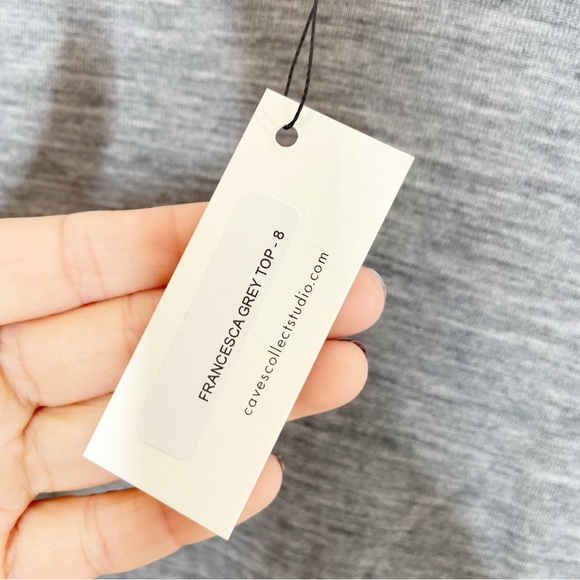 FRANCESCA GREY TOP - 8
cavescollectstudio.com